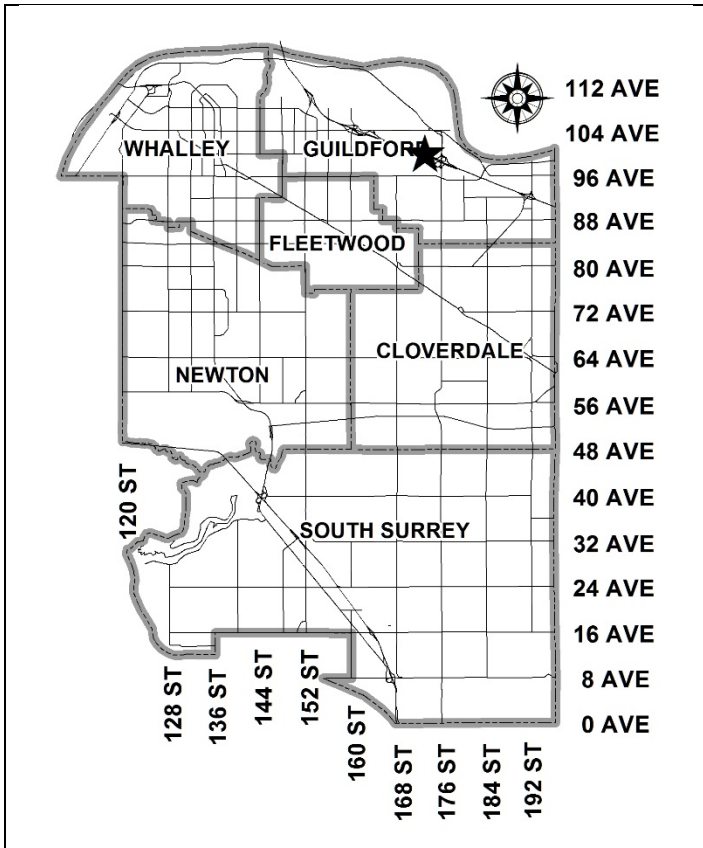 112 AVE
104 AVE
WHALLEY
GUILDFORD
96 AVE
88 AVE
FLEETWOOD
80 AVE
72 AVE
CLOVERDALE
64 AVE
NEWTON
56 AVE
48 AVE
120 ST
40 AVE
SOUTH SURREY
32 AVE
24 AVE
16 AVE
8 AVE
128 ST
136 ST
144 ST
152 ST
160 ST
0 AVE
168 ST
176 ST
184 ST
192 ST